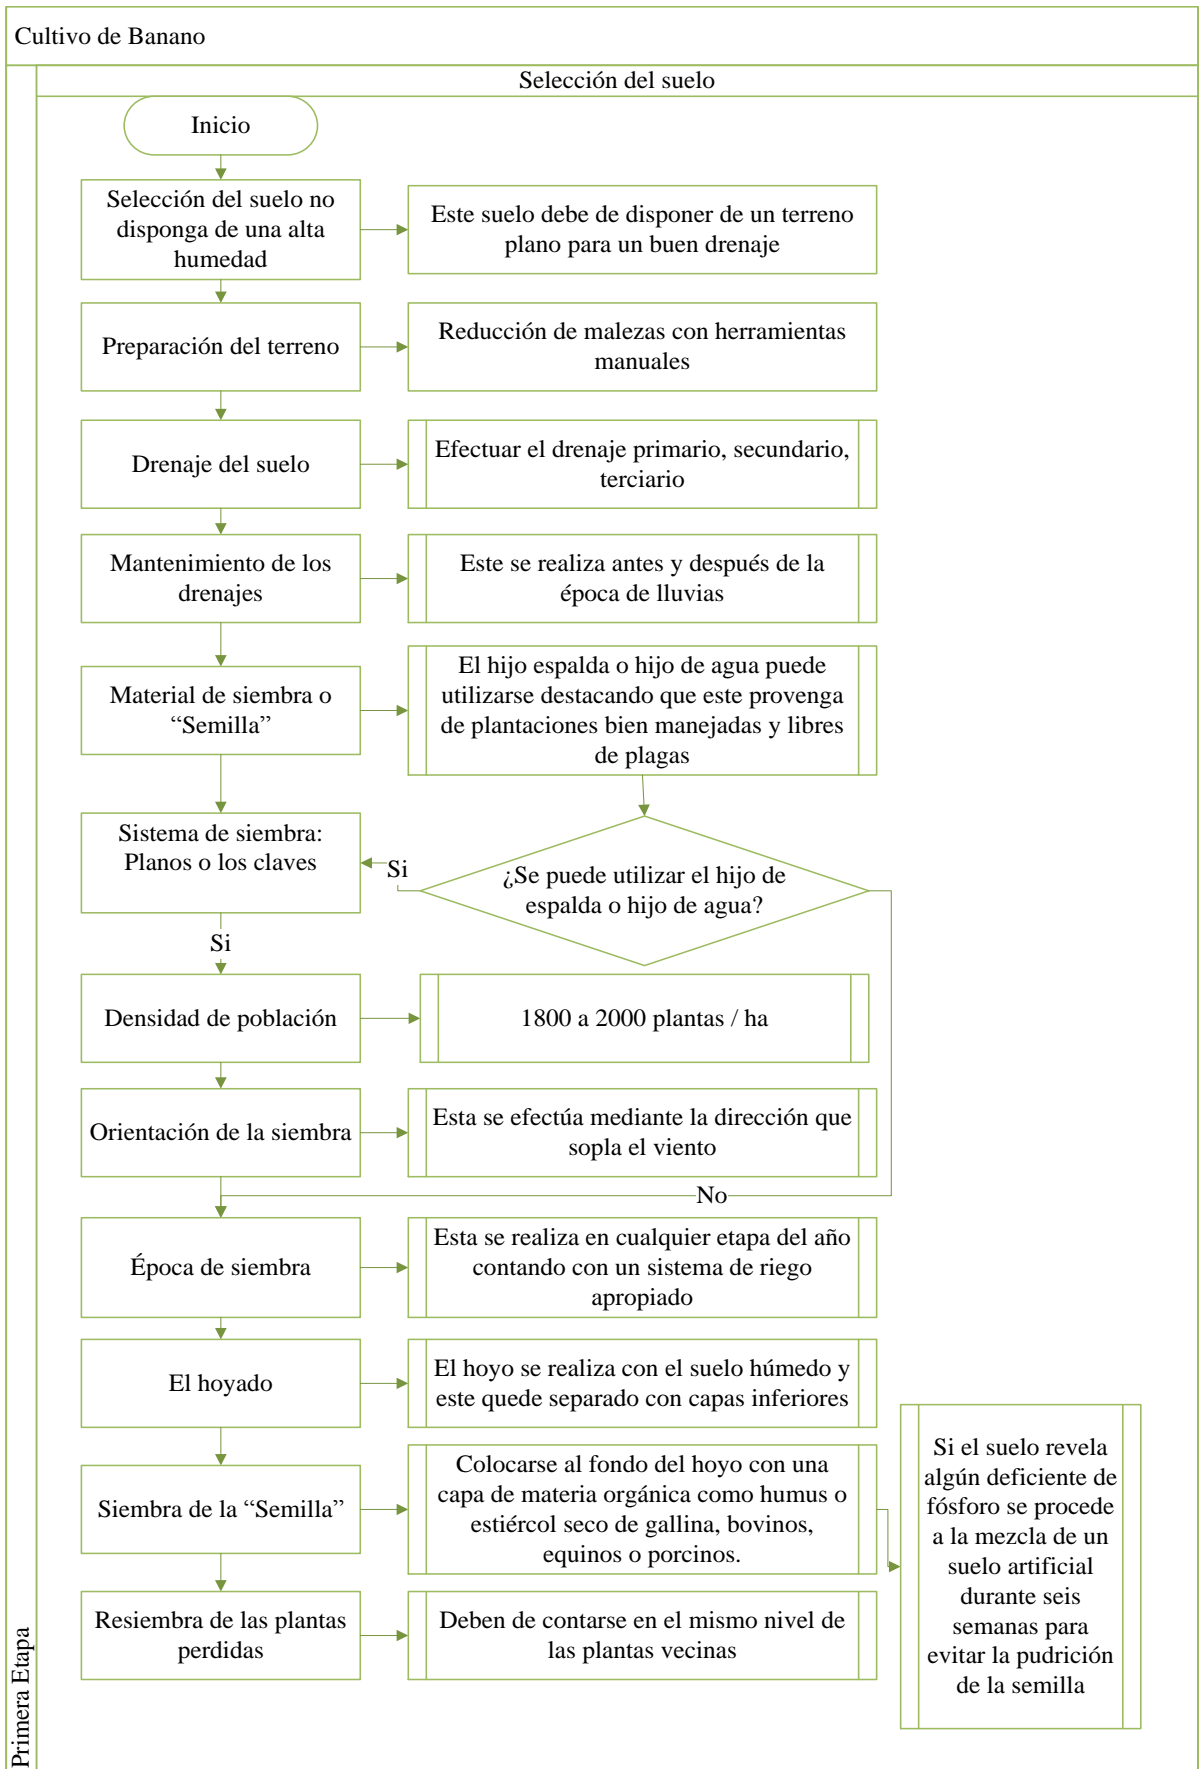 Cultivo de Banano
Selección del suelo
Inicio
Selección del suelo no
disponga de una alta
humedad
Este suelo debe de disponer de un terreno
plano para un buen drenaje
Preparación del terreno
Reducción de malezas con herramientas
manuales
Drenaje del suelo
Efectuar el drenaje primario, secundario,
terciario
Mantenimiento de los
drenajes
Este se realiza antes y después de la
época de lluvias
Material de siembra o
“Semilla”
El hijo espalda o hijo de agua puede
utilizarse destacando que este provenga
de plantaciones bien manejadas y libres
de plagas
Sistema de siembra:
Planos o los claves
Si
¿Se puede utilizar el hijo de
espalda o hijo de agua?
Si
Densidad de población
1800 a 2000 plantas / ha
Orientación de la siembra
Esta se efectúa mediante la dirección que
sopla el viento
No
Época de siembra
Esta se realiza en cualquier etapa del año
contando con un sistema de riego
apropiado
El hoyado
El hoyo se realiza con el suelo húmedo y
este quede separado con capas inferiores
Siembra de la “Semilla”
Colocarse al fondo del hoyo con una
capa de materia orgánica como humus o
estiércol seco de gallina, bovinos,
equinos o porcinos.
Si el suelo revela
algún deficiente de
fósforo se procede
a la mezcla de un
suelo artificial
durante seis
semanas para
evitar la pudrición
de la semilla
Resiembra de las plantas
perdidas
Deben de contarse en el mismo nivel de
las plantas vecinas
Primera Etapa